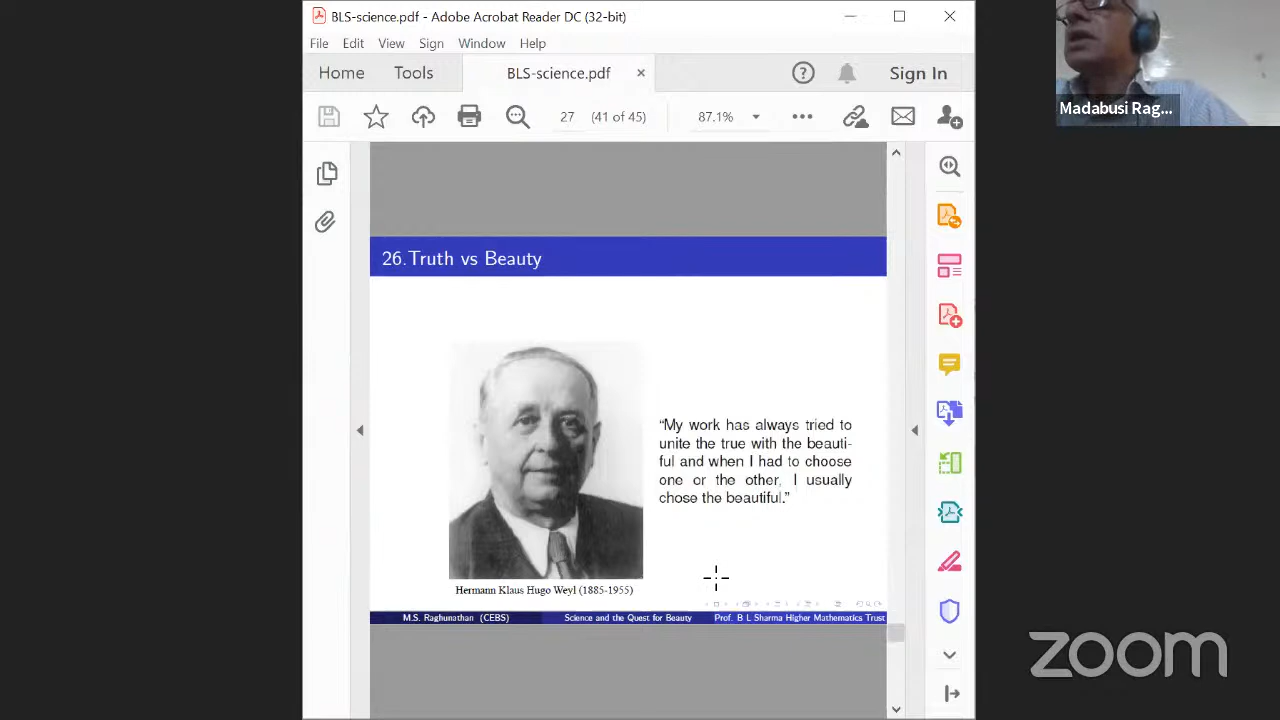 BLS-science.pdf - Adobe Acrobat Reader DC (32-bit)
File Edit View Sign Window Help
Home Tools BLS-science.pdf × Sign In
27 (41 of 45) 87.1%
26.Truth vs Beauty
“My work has always tried to
unite the true with the beauti-
ful and when I had to choose
one or the other, I usually
chose the beautiful.”
Hermann Klaus Hugo Weyl (1885-1955)
M.S. Raghunathan (CEBS) Science and the Quest for Beauty Prof. B L Sharma Higher Mathematics Trust
Madabusi Rag...
zoom